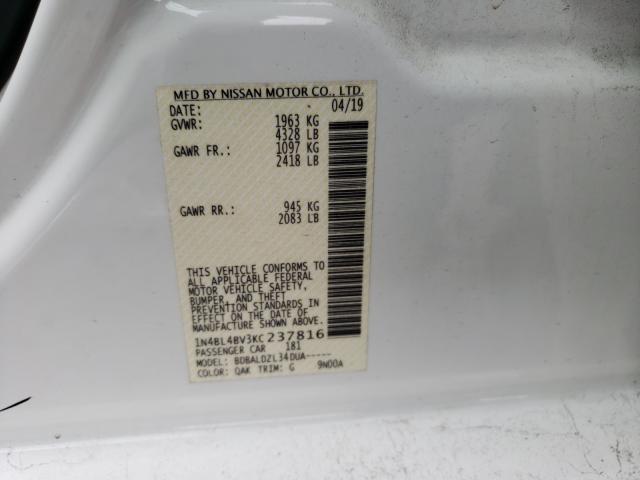 MFD BY NISSAN MOTOR CO., LTD.
DATE: 04/19
GVWR: 1963 KG
4328 LB
GAWR FR.: 1097 KG
2418 LB
GAWR RR.: 945 KG
2083 LB
THIS VEHICLE CONFORMS TO
ALL APPLICABLE FEDERAL
MOTOR VEHICLE SAFETY,
BUMPER, AND THEFT
PREVENTION STANDARDS IN
EFFECT ON THE DATE OF
MANUFACTURE SHOWN ABOVE.
1N4BL4BV3KC237816
PASSENGER CAR 181
MODEL: BDBALDZL34DUA-----
COLOR: QAK TRIM: G 9N00A